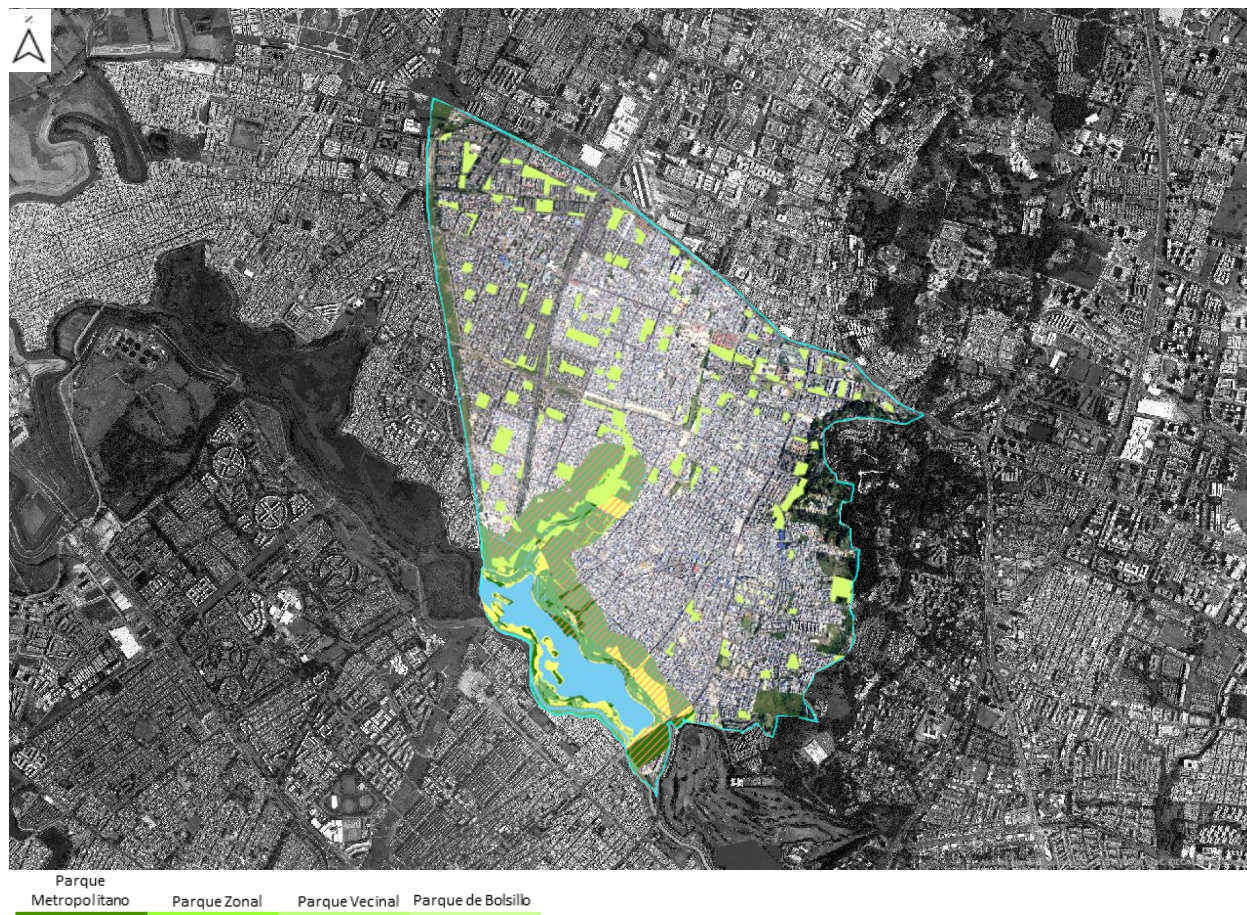 N
Parque
Metropolitano
Parque Zonal
Parque Vecinal
Parque de Bolsillo